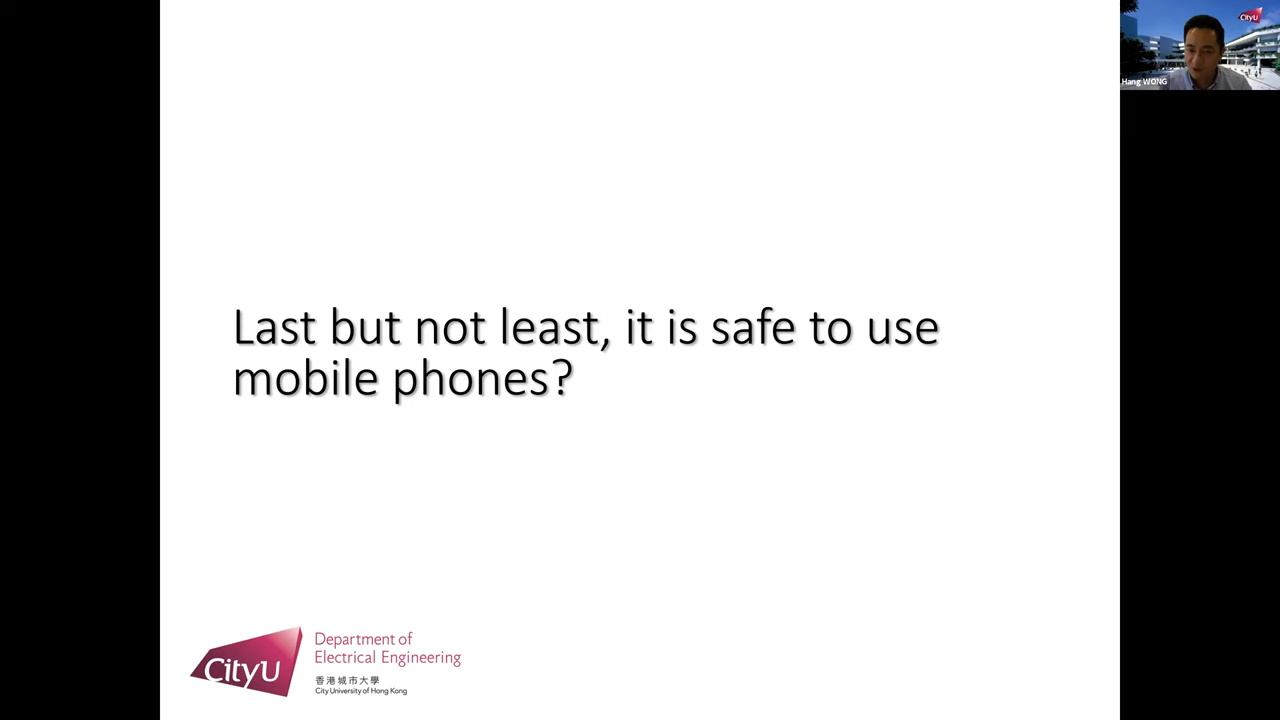 CityU
Hang WONG
Last but not least, it is safe to use
mobile phones?
CityU
Department of
Electrical Engineering
香港城市大學
City University of Hong Kong